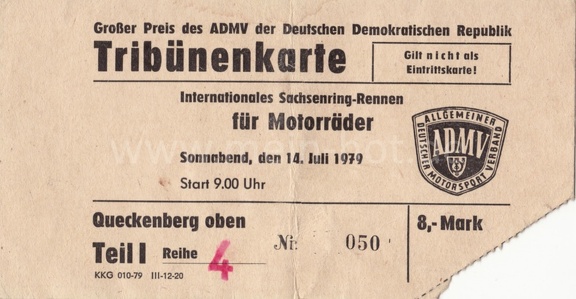 Großer Preis des ADMV der Deutschen Demokratischen Republik
Tribünenkarte
Gilt nicht als
Eintrittskarte!
Internationales Sachsenring-Rennen
für Motorräder
Sonnabend, den 14. Juli 1979
Start 9.00 Uhr
ALLGEMEINER
DEUTSCHER MOTORSPORT VERBAND
ADMV
Queckenberg oben
8,- Mark
Teil I Reihe 4 Nr. 050
KKG 010-79 III-12-20